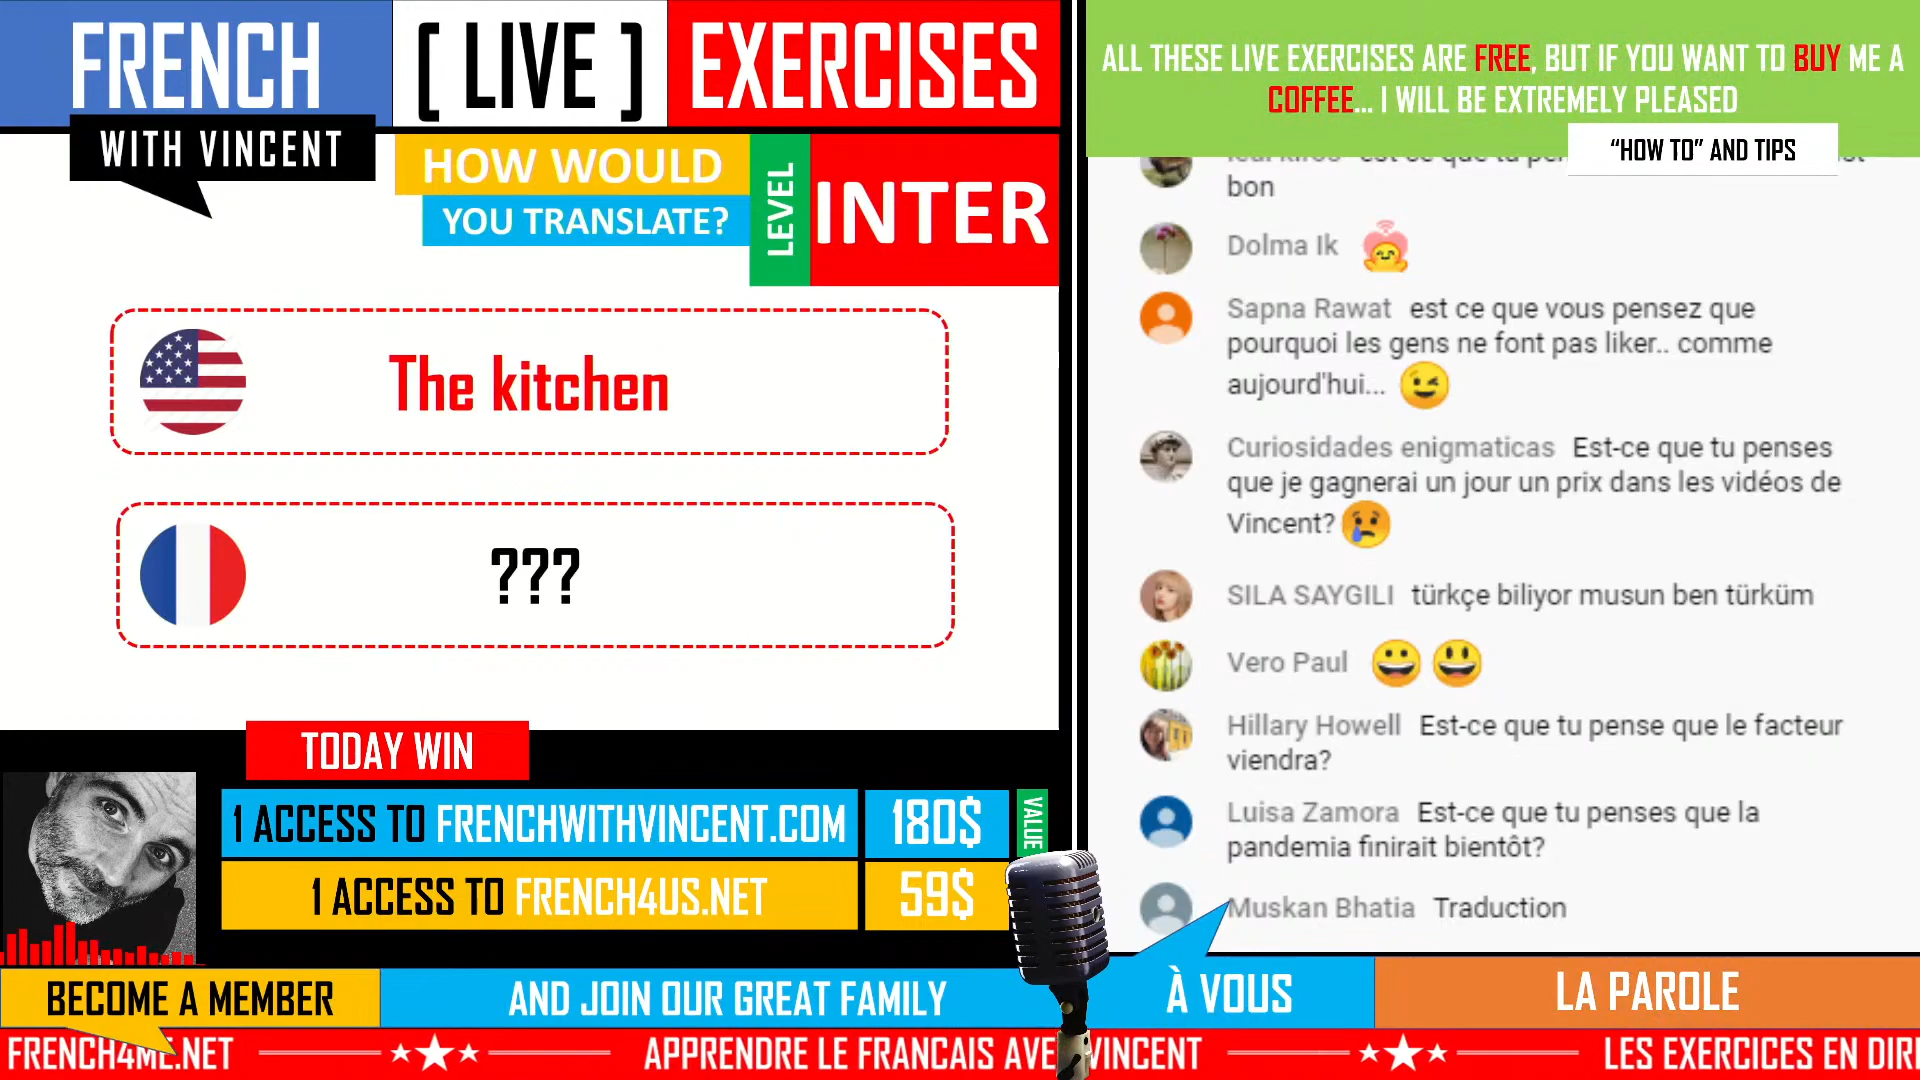 FRENCH
[ LIVE ]
EXERCISES
WITH VINCENT
HOW WOULD
YOU TRANSLATE?
LEVEL
INTER
The kitchen
???
TODAY WIN
1 ACCESS TO FRENCHWITHVINCENT.COM
180$
VALUE
1 ACCESS TO FRENCH4US.NET
59$
BECOME A MEMBER
AND JOIN OUR GREAT FAMILY
ALL THESE LIVE EXERCISES ARE FREE, BUT IF YOU WANT TO BUY ME A
COFFEE... I WILL BE EXTREMELY PLEASED
“HOW TO” AND TIPS
bon
Dolma Ik
Sapna Rawat est ce que vous pensez que
pourquoi les gens ne font pas liker.. comme
aujourd'hui...
Curiosidades enigmaticas Est-ce que tu penses
que je gagnerai un jour un prix dans les vidéos de
Vincent?
SILA SAYGILI türkçe biliyor musun ben türküm
Vero Paul
Hillary Howell Est-ce que tu pense que le facteur
viendra?
Luisa Zamora Est-ce que tu penses que la
pandemia finirait bientôt?
Muskan Bhatia Traduction
À VOUS
LA PAROLE
FRENCH4ME.NET
APPRENDRE LE FRANCAIS AVE VINCENT
LES EXERCICES EN DIR